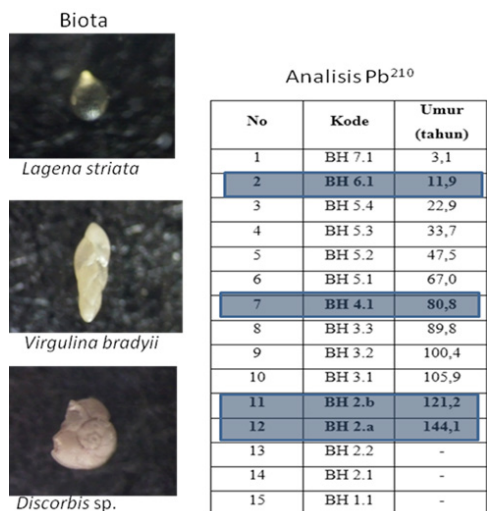 Biota
Lagena striata
Virgulina bradyii
Discorbis sp.
Analisis Pb²¹⁰
No Kode Umur (tahun)
1 BH 7.1 3,1
2 BH 6.1 11,9
3 BH 5.4 22,9
4 BH 5.3 33,7
5 BH 5.2 47,5
6 BH 5.1 67,0
7 BH 4.1 80,8
8 BH 3.3 89,8
9 BH 3.2 100,4
10 BH 3.1 105,9
11 BH 2.b 121,2
12 BH 2.a 144,1
13 BH 2.2 -
14 BH 2.1 -
15 BH 1.1 -